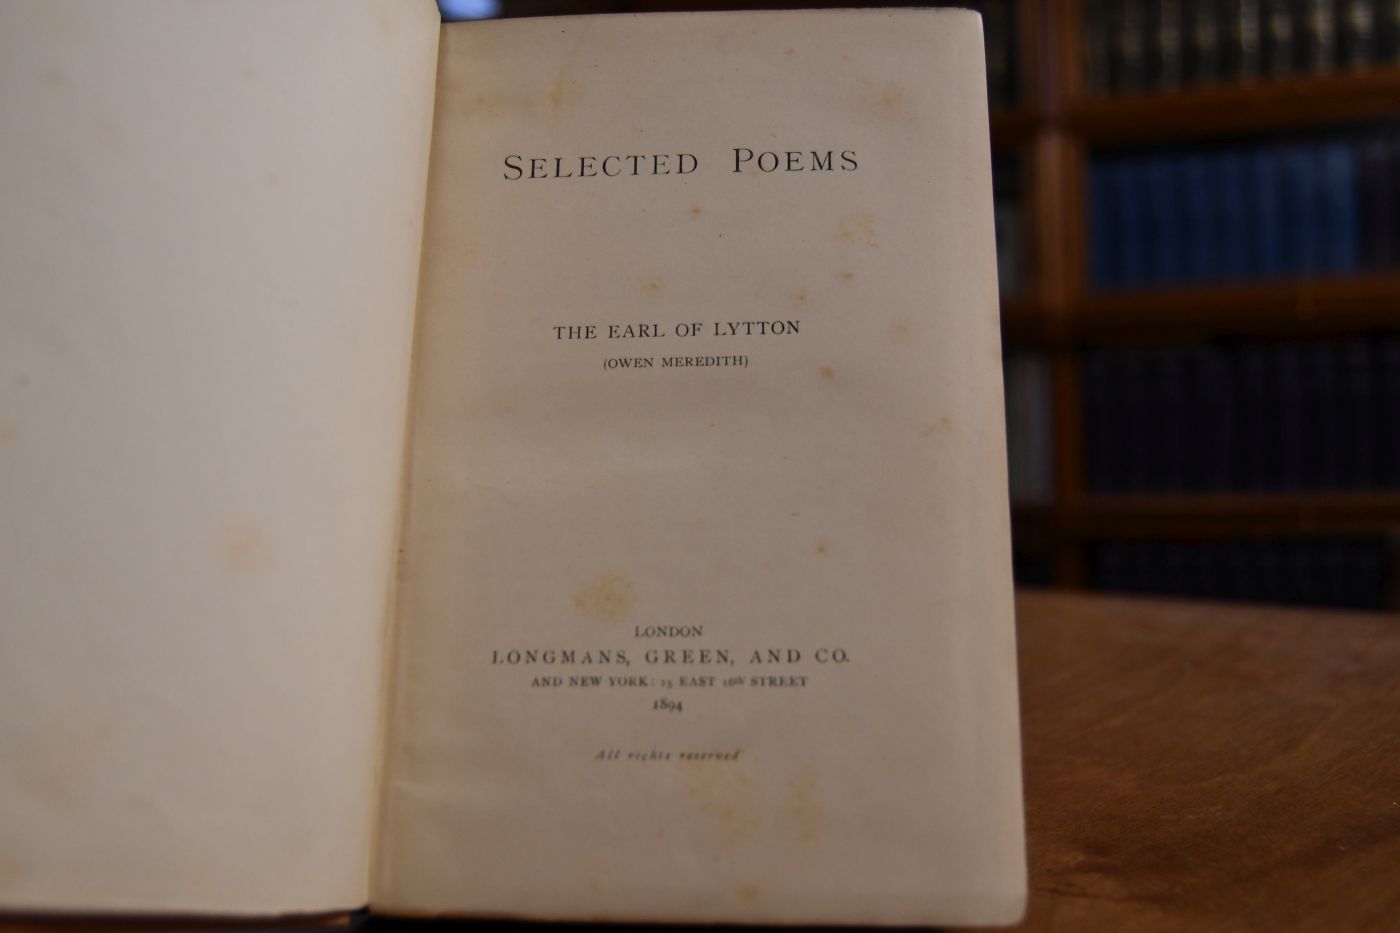 SELECTED POEMS
THE EARL OF LYTTON
(OWEN MEREDITH)
LONDON
LONGMANS, GREEN, AND CO.
AND NEW YORK: 15 EAST 16th STREET
1894
All rights reserved